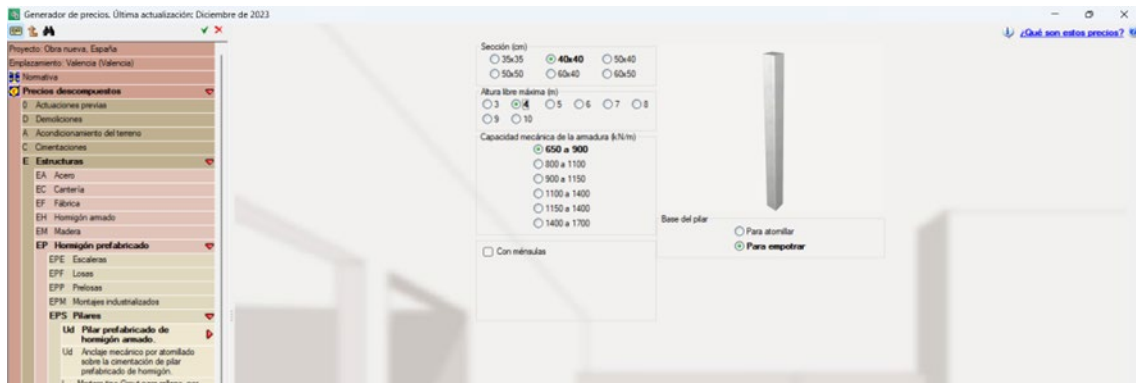 Generador de precios. Última actualización: Diciembre de 2023
¿Qué son estos precios?
Proyecto: Obra nueva, España
Emplazamiento: Valencia (Valencia)
Normativa
Precios descompuestos
0 Actuaciones previas
D Demoliciones
A Acondicionamiento del terreno
C Cimentaciones
E Estructuras
EA Acero
EC Cantería
EF Fábrica
EH Hormigón armado
EM Madera
EP Hormigón prefabricado
EPE Escaleras
EPF Losas
EPP Prelosas
EPM Montajes industrializados
EPS Pilares
Ud Pilar prefabricado de
hormigón armado.
Ud Anclaje mecánico por atornillado
sobre la cimentación de pilar
prefabricado de hormigón.
Sección (cm)
35x35 40x40 50x40
50x50 60x40 60x50
Altura libre máxima (m)
3 4 5 6 7 8
9 10
Capacidad mecánica de la armadura (kN/m)
650 a 900
800 a 1100
900 a 1150
1100 a 1400
1150 a 1400
1400 a 1700
Con ménsulas
Base del pilar
Para atornillar
Para empotrar